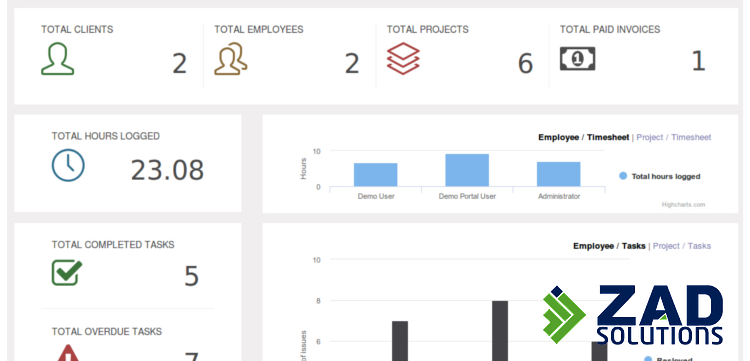 TOTAL CLIENTS
2
TOTAL EMPLOYEES
2
TOTAL PROJECTS
6
TOTAL PAID INVOICES
1
1
TOTAL HOURS LOGGED
23.08
Employee / Timesheet | Project / Timesheet
Hours
10
0
Demo User
Demo Portal User
Administrator
Total hours logged
Highcharts.com
TOTAL COMPLETED TASKS
5
TOTAL OVERDUE TASKS
7
Employee / Tasks | Project / Tasks
10
8
6
of issues
ZAD
SOLUTIONS